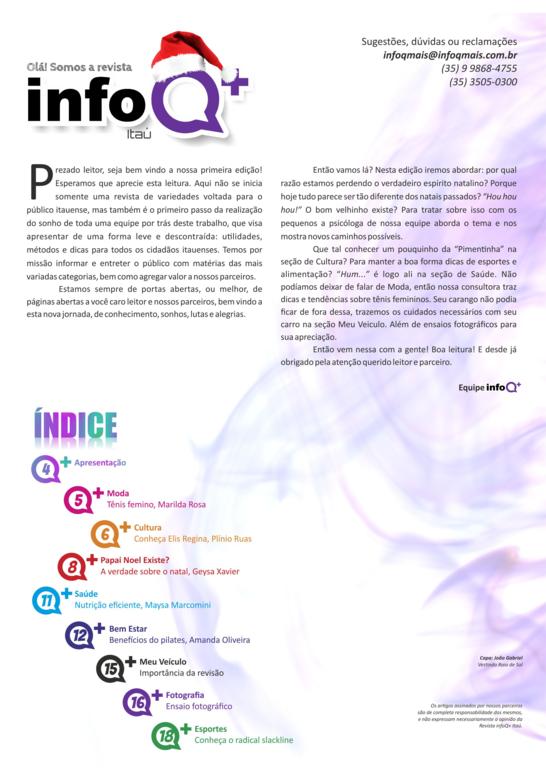 Olá! Somos a revista
infoQ+
Itaú
Sugestões, dúvidas ou reclamações
infoqmais@infoqmais.com.br
(35) 9 9868-4755
(35) 3505-0300
Prezado leitor, seja bem vindo a nossa primeira edição!
Esperamos que aprecie esta leitura. Aqui não se inicia
somente uma revista de variedades voltada para o
público itauense, mas também é o primeiro passo da realização
do sonho de toda uma equipe por trás deste trabalho, que visa
apresentar de uma forma leve e descontraída: utilidades,
métodos e dicas para todos os cidadãos itauenses. Temos por
missão informar e entreter o público com matérias das mais
variadas categorias, bem como agregar valor a nossos parceiros.
Estamos sempre de portas abertas, ou melhor, de
páginas abertas a você caro leitor e nossos parceiros, bem vindo a
esta nova jornada, de conhecimento, sonhos, lutas e alegrias.
Então vamos lá? Nesta edição iremos abordar: por qual
razão estamos perdendo o verdadeiro espirito natalino? Porque
hoje tudo parece ser tão diferente dos natais passados? “Hou hou
hou!” O bom velhinho existe? Para tratar sobre isso com os
pequenos a psicóloga de nossa equipe aborda o tema e nos
mostra novos caminhos possíveis.
Que tal conhecer um pouquinho da “Pimentinha” na
seção de Cultura? Para manter a boa forma dicas de esportes e
alimentação? “Hum...” é logo ali na seção de Saúde. Não
podíamos deixar de falar de Moda, então nossa consultora traz
dicas e tendências sobre tênis femininos. Seu carango não podia
ficar de fora dessa, trazemos os cuidados necessários com seu
carro na seção Meu Veiculo. Além de ensaios fotográficos para
sua apreciação.
Então vem nessa com a gente! Boa leitura! E desde já
obrigado pela atenção querido leitor e parceiro.
Equipe infoQ+
ÍNDICE
4+ Apresentação
5+ Moda
Tênis femino, Marilda Rosa
6+ Cultura
Conheça Elis Regina, Plínio Ruas
8+ Papai Noel Existe?
A verdade sobre o natal, Geysa Xavier
11+ Saúde
Nutrição eficiente, Maysa Marcomini
12+ Bem Estar
Benefícios do pilates, Amanda Oliveira
15+ Meu Veículo
Importância da revisão
16+ Fotografia
Ensaio fotográfico
18+ Esportes
Conheça o radical slackline
Capa: João Gabriel
Vestindo Raio de Sol
Os artigos assinados por nossos parceiros
são de completa responsabilidade dos mesmos,
e não expressam necessariamente a opinião da
Revista infoQ+ Itaú.